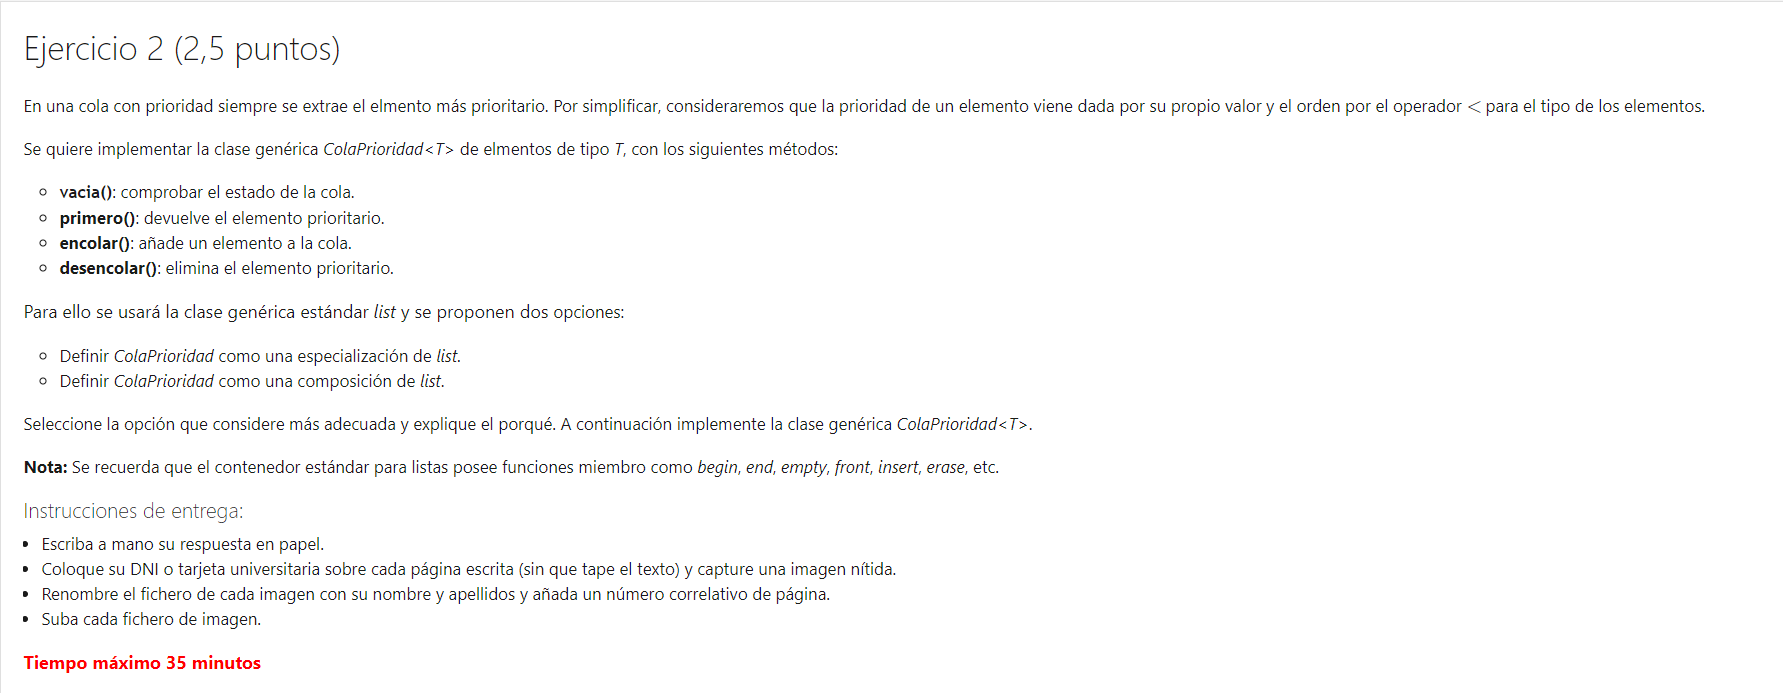 Ejercicio 2 (2,5 puntos)
En una cola con prioridad siempre se extrae el elmento más prioritario. Por simplificar, consideraremos que la prioridad de un elemento viene dada por su propio valor y el orden por el operador < para el tipo de los elementos.
Se quiere implementar la clase genérica ColaPrioridad<T> de elmentos de tipo T, con los siguientes métodos:
vacia(): comprobar el estado de la cola.
primero(): devuelve el elemento prioritario.
encolar(): añade un elemento a la cola.
desencolar(): elimina el elemento prioritario.
Para ello se usará la clase genérica estándar list y se proponen dos opciones:
Definir ColaPrioridad como una especialización de list.
Definir ColaPrioridad como una composición de list.
Seleccione la opción que considere más adecuada y explique el porqué. A continuación implemente la clase genérica ColaPrioridad<T>.
Nota: Se recuerda que el contenedor estándar para listas posee funciones miembro como begin, end, empty, front, insert, erase, etc.
Instrucciones de entrega:
Escriba a mano su respuesta en papel.
Coloque su DNI o tarjeta universitaria sobre cada página escrita (sin que tape el texto) y capture una imagen nítida.
Renombre el fichero de cada imagen con su nombre y apellidos y añada un número correlativo de página.
Suba cada fichero de imagen.
Tiempo máximo 35 minutos